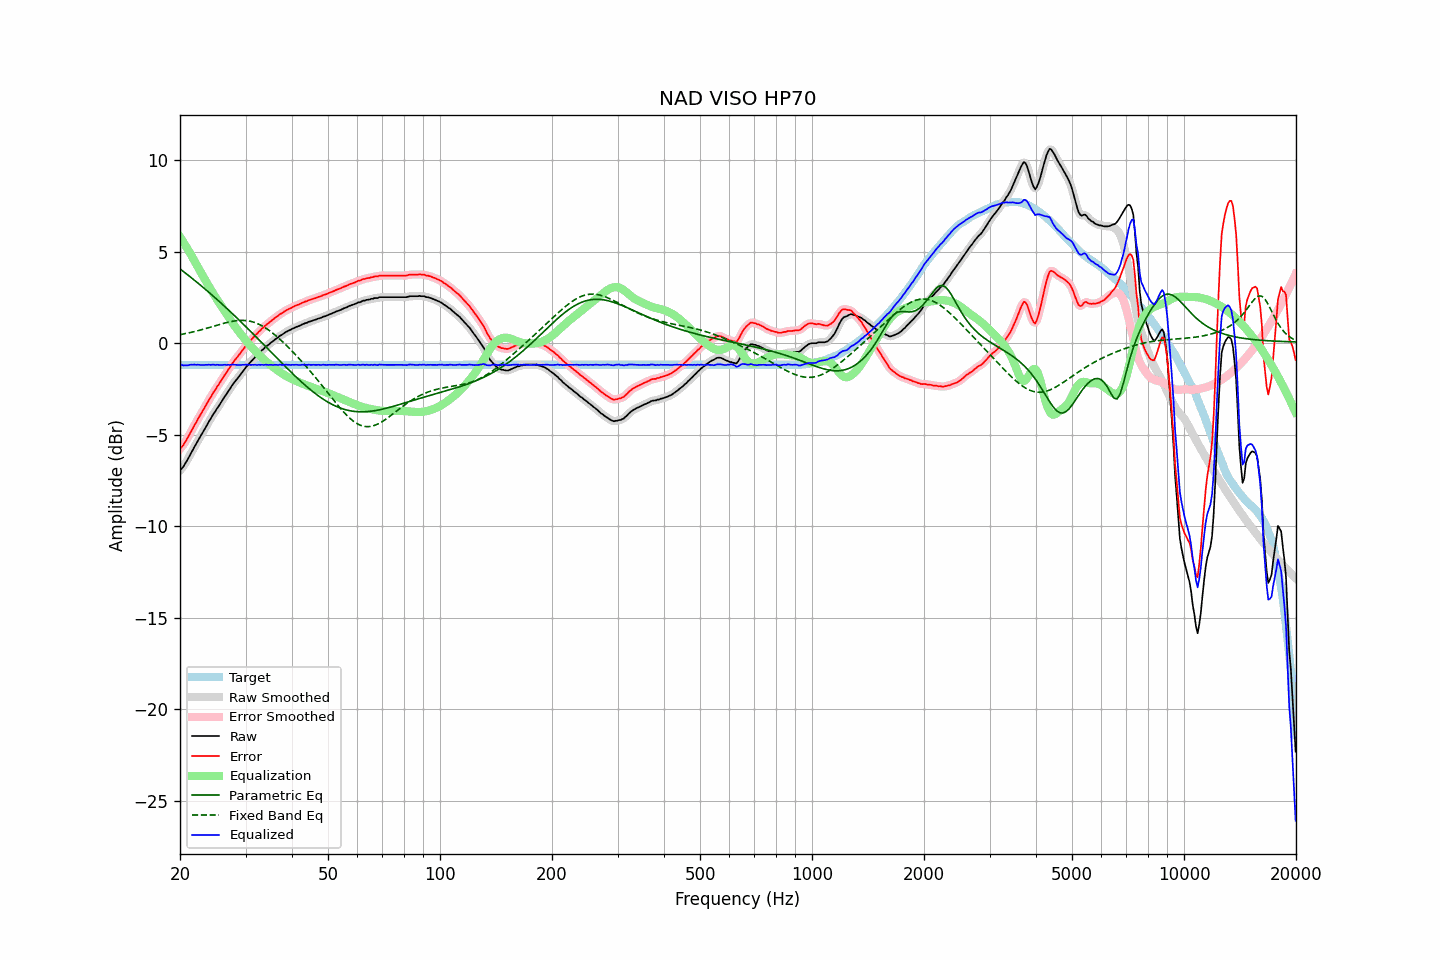 NAD VISO HP70
10
5
0
−5
−10
−15
−20
−25
Amplitude (dBr)
Target
Raw Smoothed
Error Smoothed
Raw
Error
Equalization
Parametric Eq
Fixed Band Eq
Equalized
20 50 100 200 500 1000 2000 5000 10000 20000
Frequency (Hz)